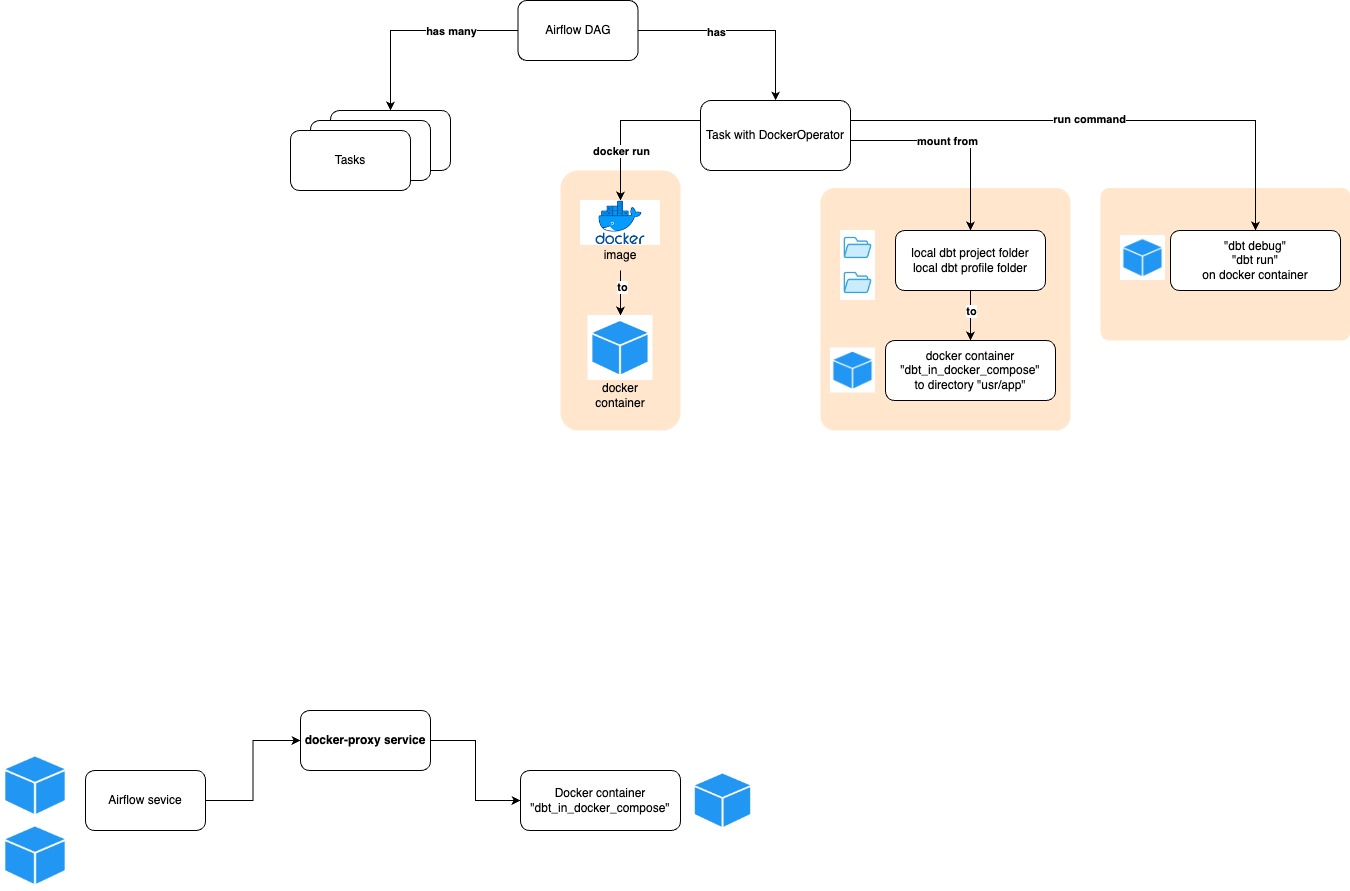 Airflow DAG
has many
has
Tasks
Task with DockerOperator
run command
mount from
docker run
docker
image
to
docker
container
local dbt project folder
local dbt profile folder
to
docker container
"dbt_in_docker_compose"
to directory "usr/app"
"dbt debug"
"dbt run"
on docker container
docker-proxy service
Airflow sevice
Docker container
"dbt_in_docker_compose"